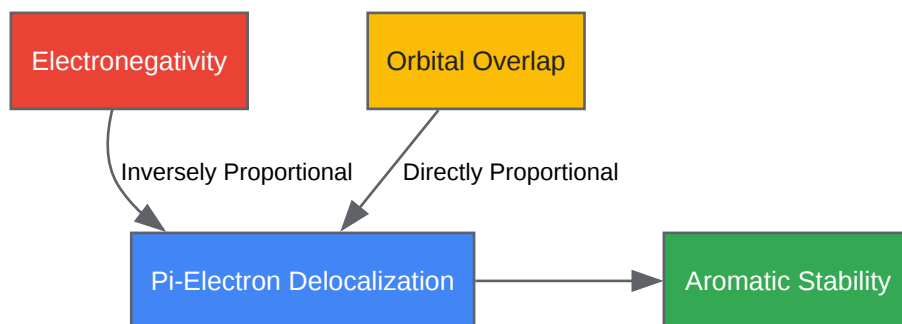 Electronegativity
Orbital Overlap
Inversely Proportional
Directly Proportional
Pi-Electron Delocalization
Aromatic Stability